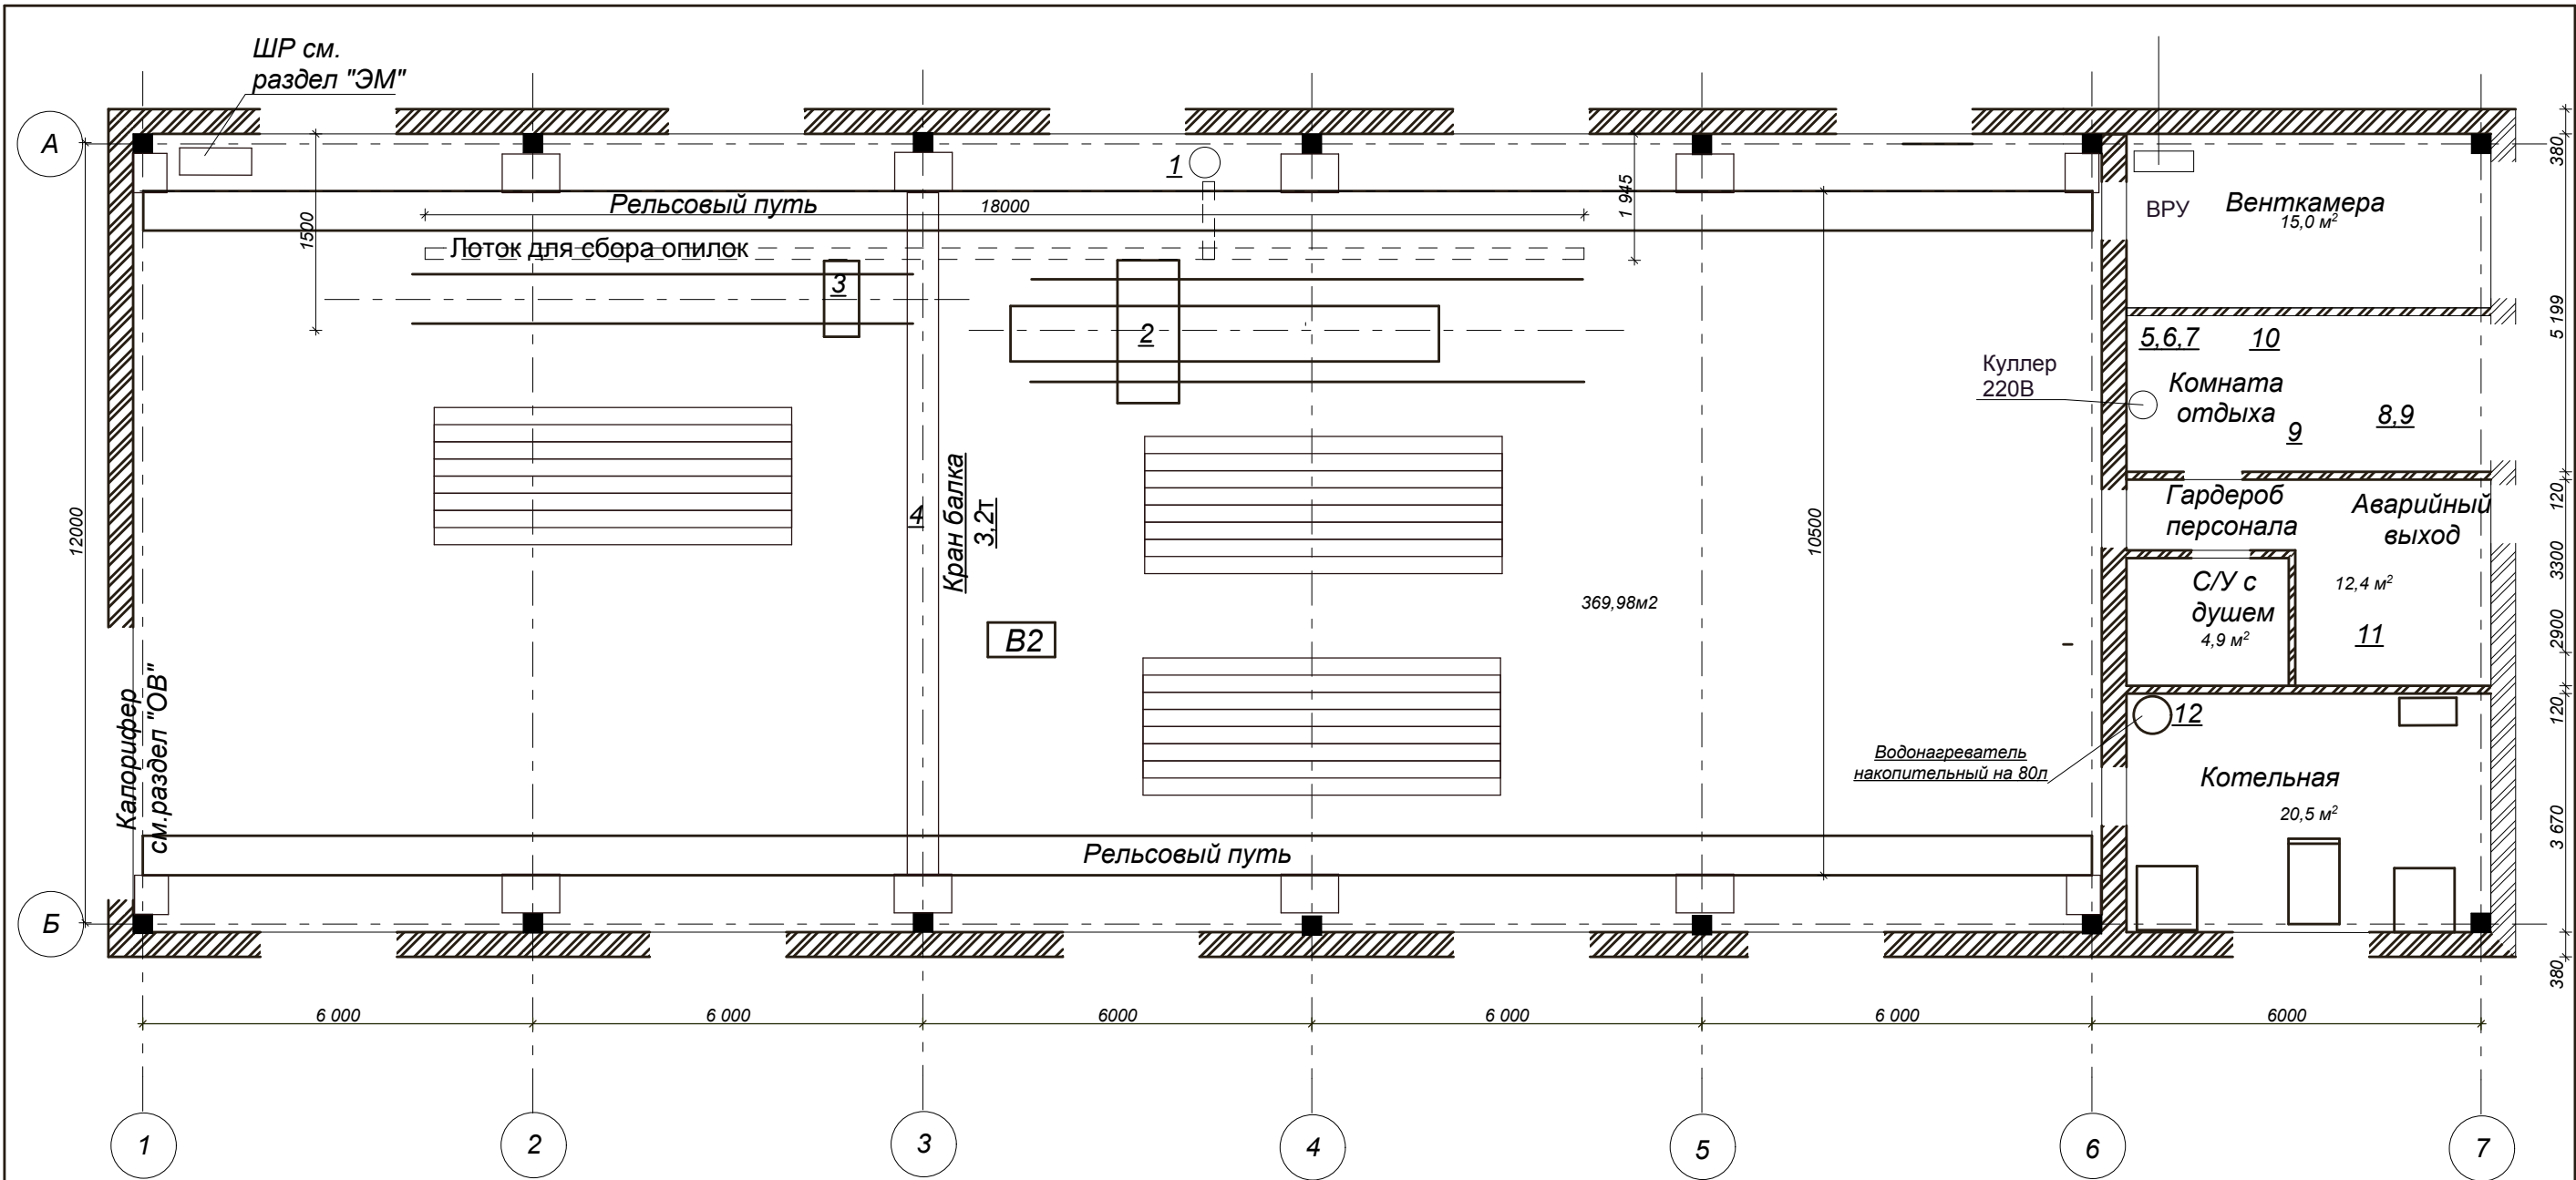 ШР см.
раздел "ЭМ"
А
1
380
Рельсовый путь
18000
1500
1 945
ВРУ
Венткамера
15,0 м²
Лоток для сбора опилок
3
2
5 199
5,6,7
10
Куллер
220В
Комната
отдыха
9
8,9
12000
4
Кран балка
3,2т
10500
Гардероб
персонала
Аварийный
выход
120
3300
С/У с
душем
4,9 м²
12,4 м²
369,98м2
В2
11
2900
Калорифер
см.раздел "ОВ"
12
120
Водонагреватель
накопительный на 80л
Котельная
20,5 м²
3 670
Рельсовый путь
Б
380
6 000
6 000
6000
6 000
6 000
6000
1
2
3
4
5
6
7